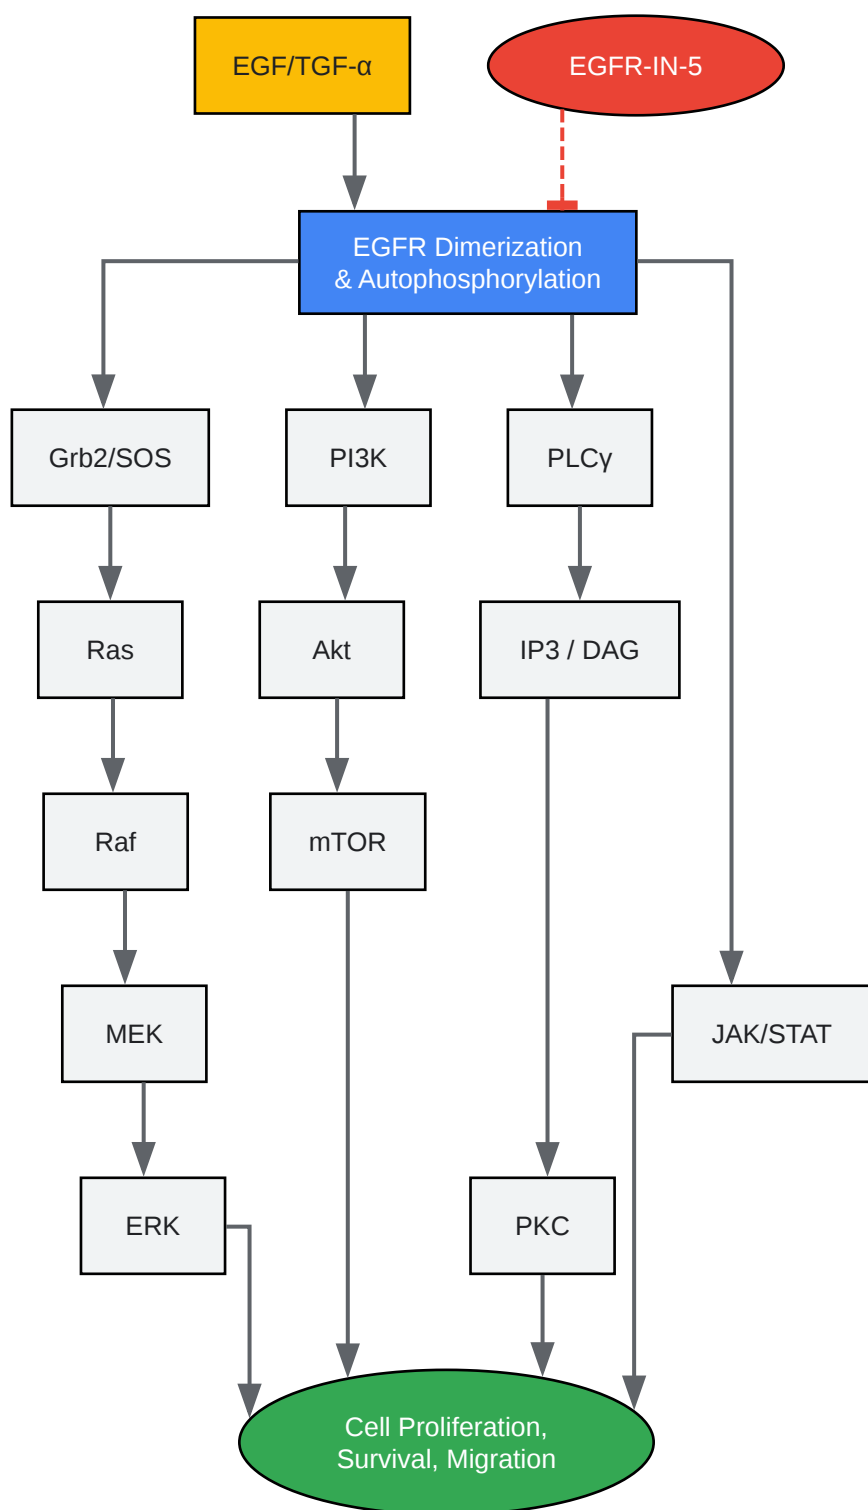 EGF/TGF-α
EGFR-IN-5
EGFR Dimerization
& Autophosphorylation
Grb2/SOS
PI3K
PLCγ
Ras
Akt
IP3 / DAG
Raf
mTOR
MEK
JAK/STAT
ERK
PKC
Cell Proliferation,
Survival, Migration